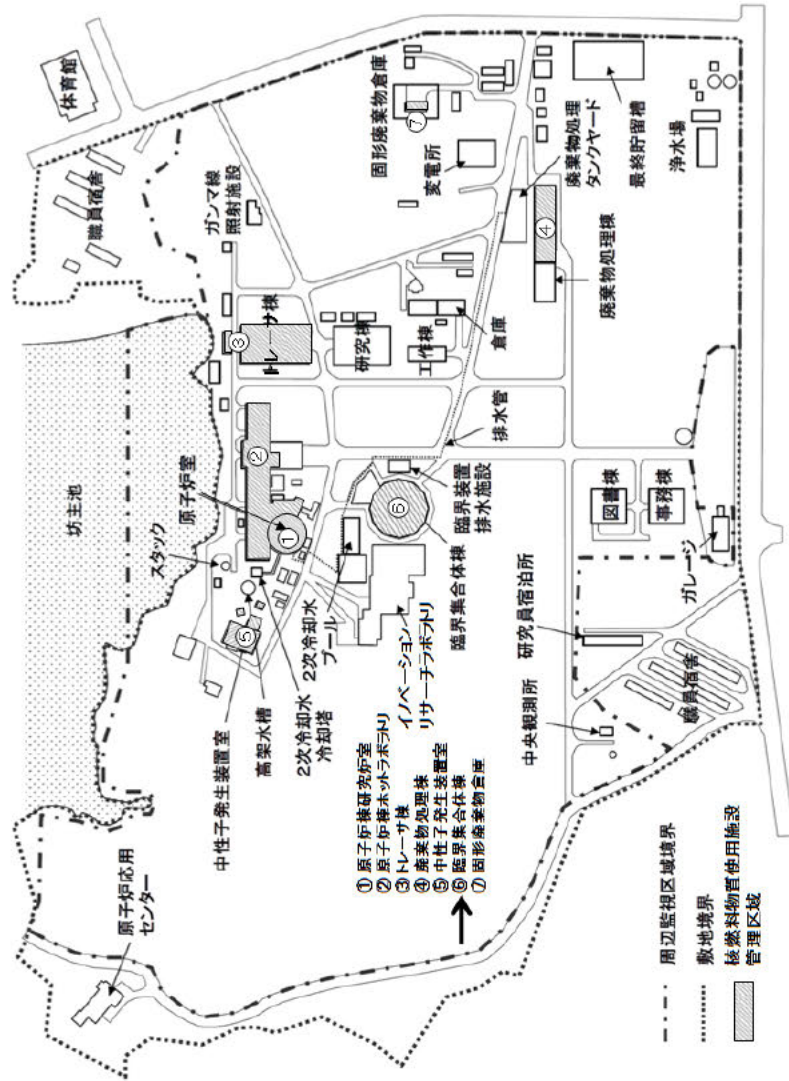 原子炉応用
センター
坊主池
職員宿舎
体育館
中性子発生装置室
スタック
原子炉室
ガンマ線
照射施設
高架水槽
2次冷却水
冷却塔
2次冷却水
プール
⑤
①
②
③
トレーサ棟
研究棟
工作棟
倉庫
固形廃棄物倉庫
⑦
変電所
① 原子炉棟研究炉室
② 原子炉棟ホットラボラトリ
③ トレーサ棟
④ 廃棄物処理棟
⑤ 中性子発生装置室
⑥ 臨界集合体棟
⑦ 固形廃棄物倉庫
イノベーション
リサーチラボラトリ
⑥
臨界集合体棟
臨界装置
排水施設
排水管
④
廃棄物処理棟
廃棄物処理
タンクヤード
最終貯留槽
浄水場
中央観測所
研究員宿泊所
職員宿舎
図書棟
事務棟
ガレージ
周辺監視区域境界
敷地境界
核燃料物質使用施設
管理区域